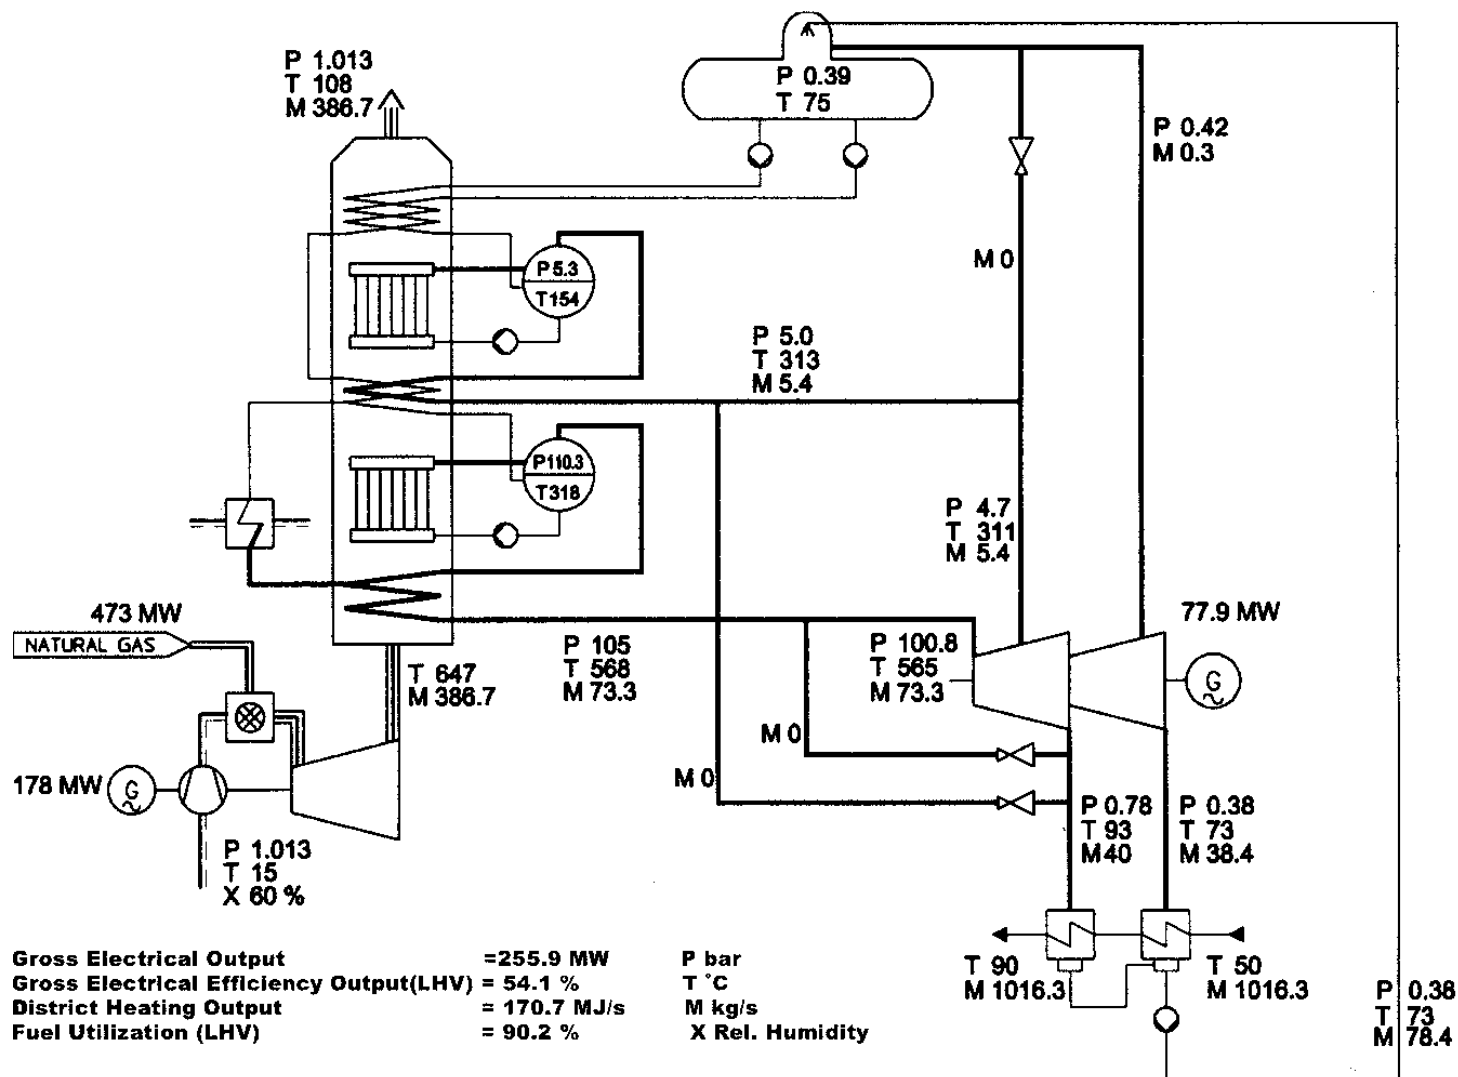 P 1.013
T 108
M 386.7
P 0.39
T 75
P 0.42
M 0.3
M 0
P 5.3
T154
P 5.0
T 313
M 5.4
P110.3
T318
P 4.7
T 311
M 5.4
473 MW
NATURAL GAS
T 647
M 386.7
P 105
T 568
M 73.3
P 100.8
T 565
M 73.3
77.9 MW
G
M 0
M 0
178 MW
G
P 1.013
T 15
X 60 %
P 0.78
T 93
M40
P 0.38
T 73
M 38.4
T 90
M 1016.3
T 50
M 1016.3
P 0.38
T 73
M 78.4
Gross Electrical Output =255.9 MW P bar
Gross Electrical Efficiency Output(LHV) = 54.1 % T °C
District Heating Output = 170.7 MJ/s M kg/s
Fuel Utilization (LHV) = 90.2 % X Rel. Humidity